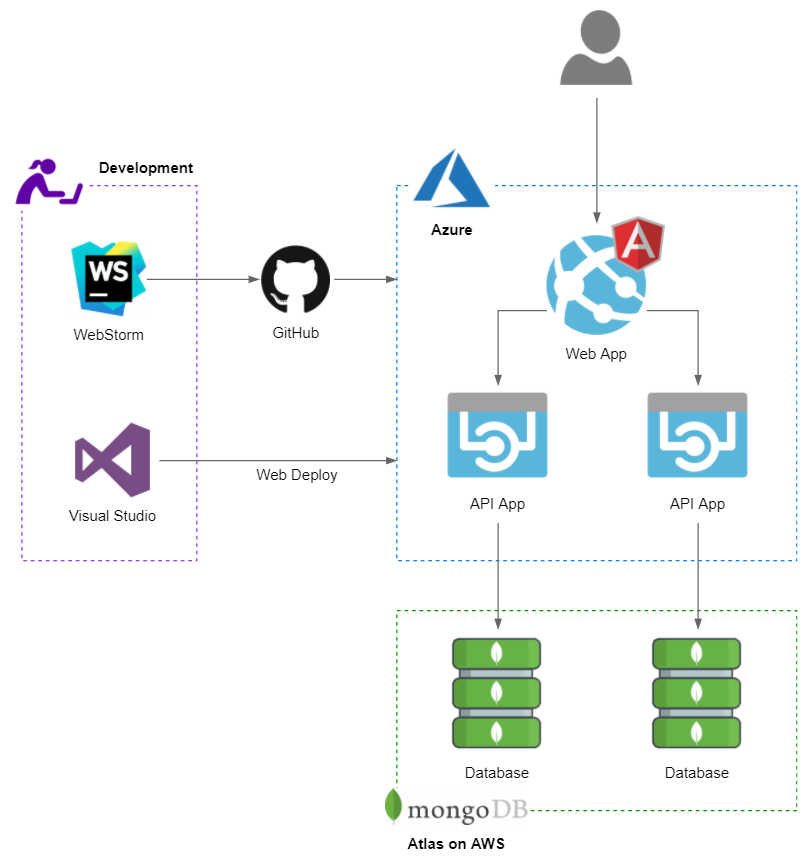 Development
Azure
WS
WebStorm
GitHub
A
Web App
Visual Studio
Web Deploy
API App
API App
Database
Database
mongoDB
Atlas on AWS